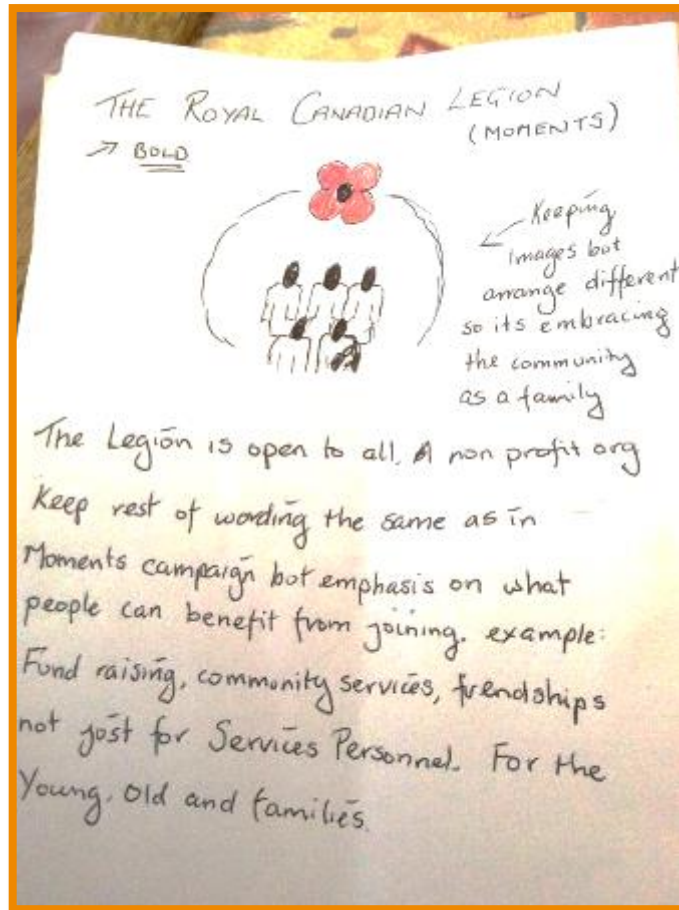 THE ROYAL CANADIAN LEGION
(MOMENTS)
BOLD
Keeping
images but
arrange different
so its embracing
the community
as a family
The Legion is open to all. A non profit org
Keep rest of wording the same as in
Moments campaign but emphasis on what
people can benefit from joining. example:
Fund raising, community services, frendships
not just for Services Personnel. For the
Young, Old and families.